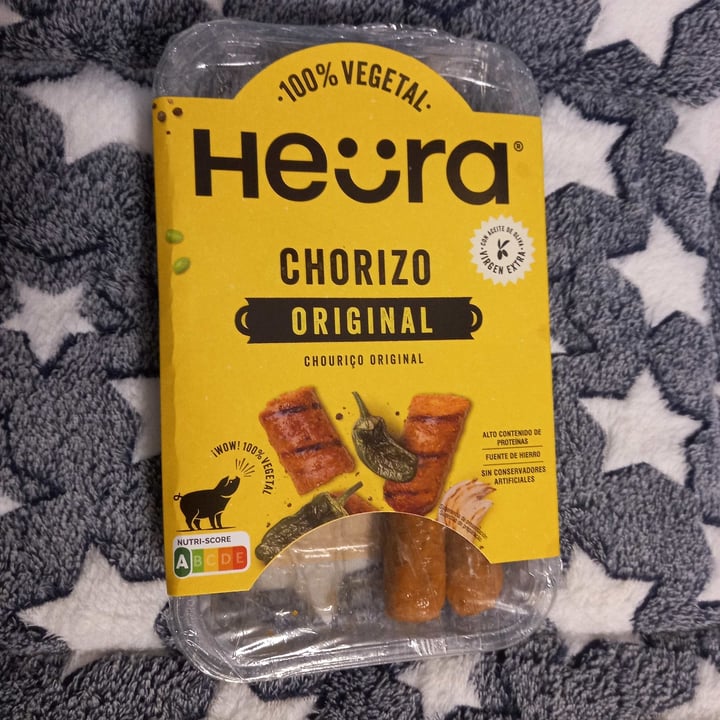 ·100% VEGETAL·
Heüra®
CON ACEITE DE OLIVA
VIRGEN EXTRA
CHORIZO
ORIGINAL
CHOURIÇO ORIGINAL
¡WOW! 100% VEGETAL
ALTO CONTENIDO DE
PROTEÍNAS
FUENTE DE HIERRO
SIN CONSERVADORES
ARTIFICIALES
NUTRI-SCORE
A B C D E